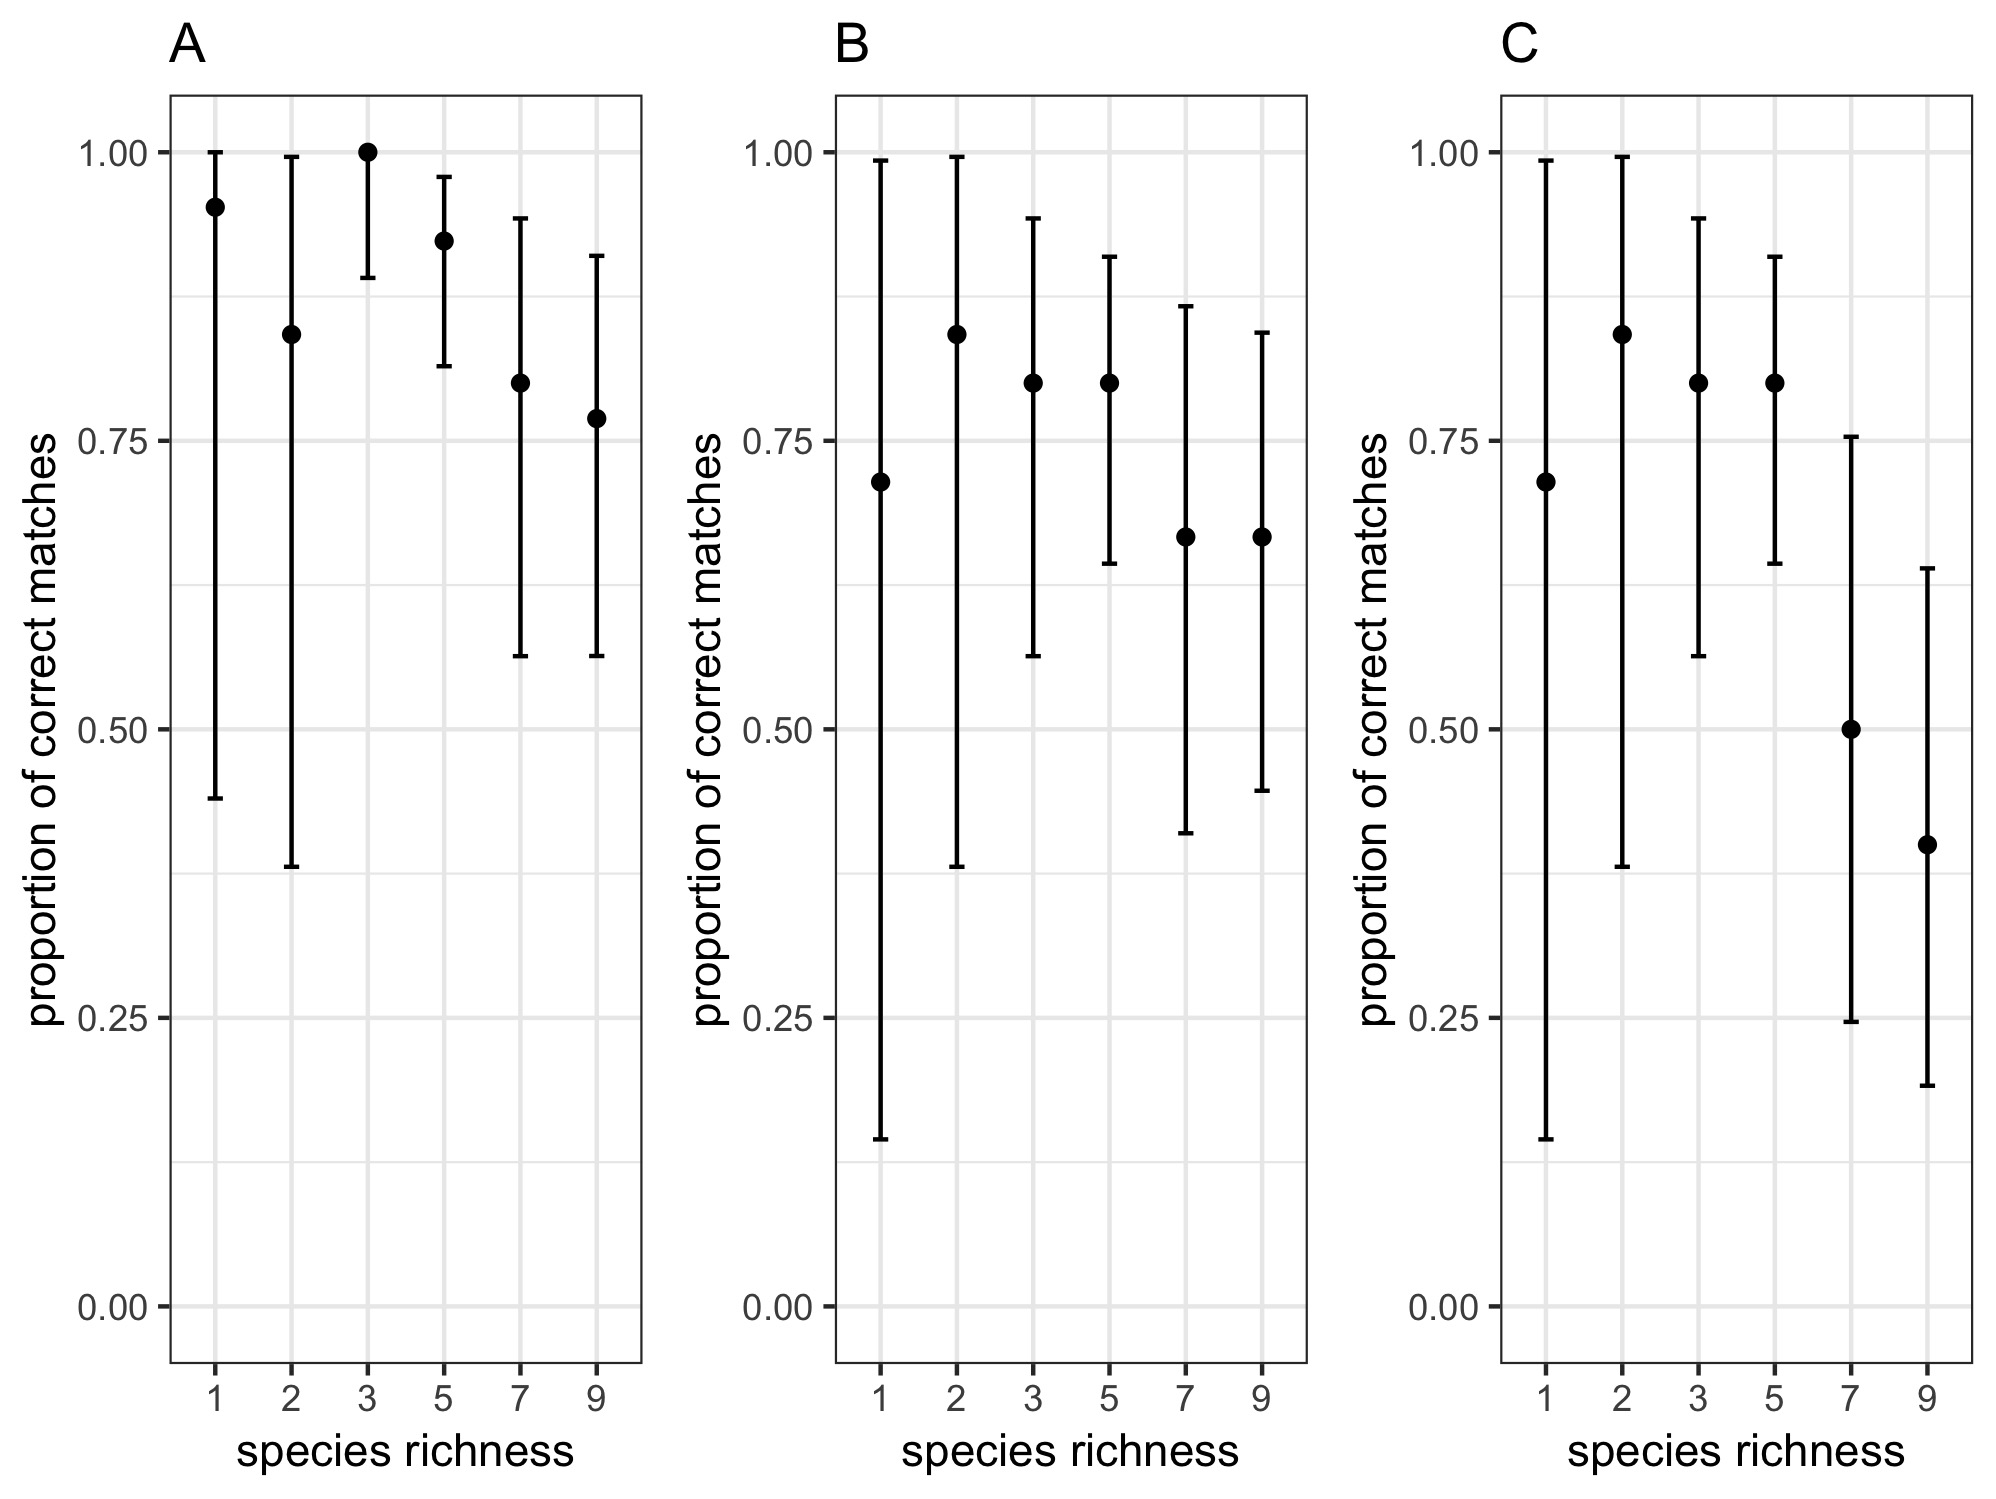 A
proportion of correct matches
1.00
0.75
0.50
0.25
0.00
1 2 3 5 7 9
species richness
B
proportion of correct matches
1.00
0.75
0.50
0.25
0.00
1 2 3 5 7 9
species richness
C
proportion of correct matches
1.00
0.75
0.50
0.25
0.00
1 2 3 5 7 9
species richness